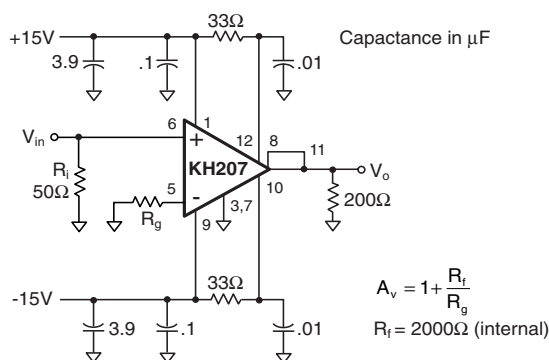 33Ω
+15V
Capactance in μF
3.9
.1
.01
1
V_in
6
+
12
8
11
KH207
V_o
R_i
50Ω
5
-
10
R_g
3,7
200Ω
9
33Ω
-15V
A_v = 1 + R_f / R_g
3.9
.1
.01
R_f = 2000Ω (internal)